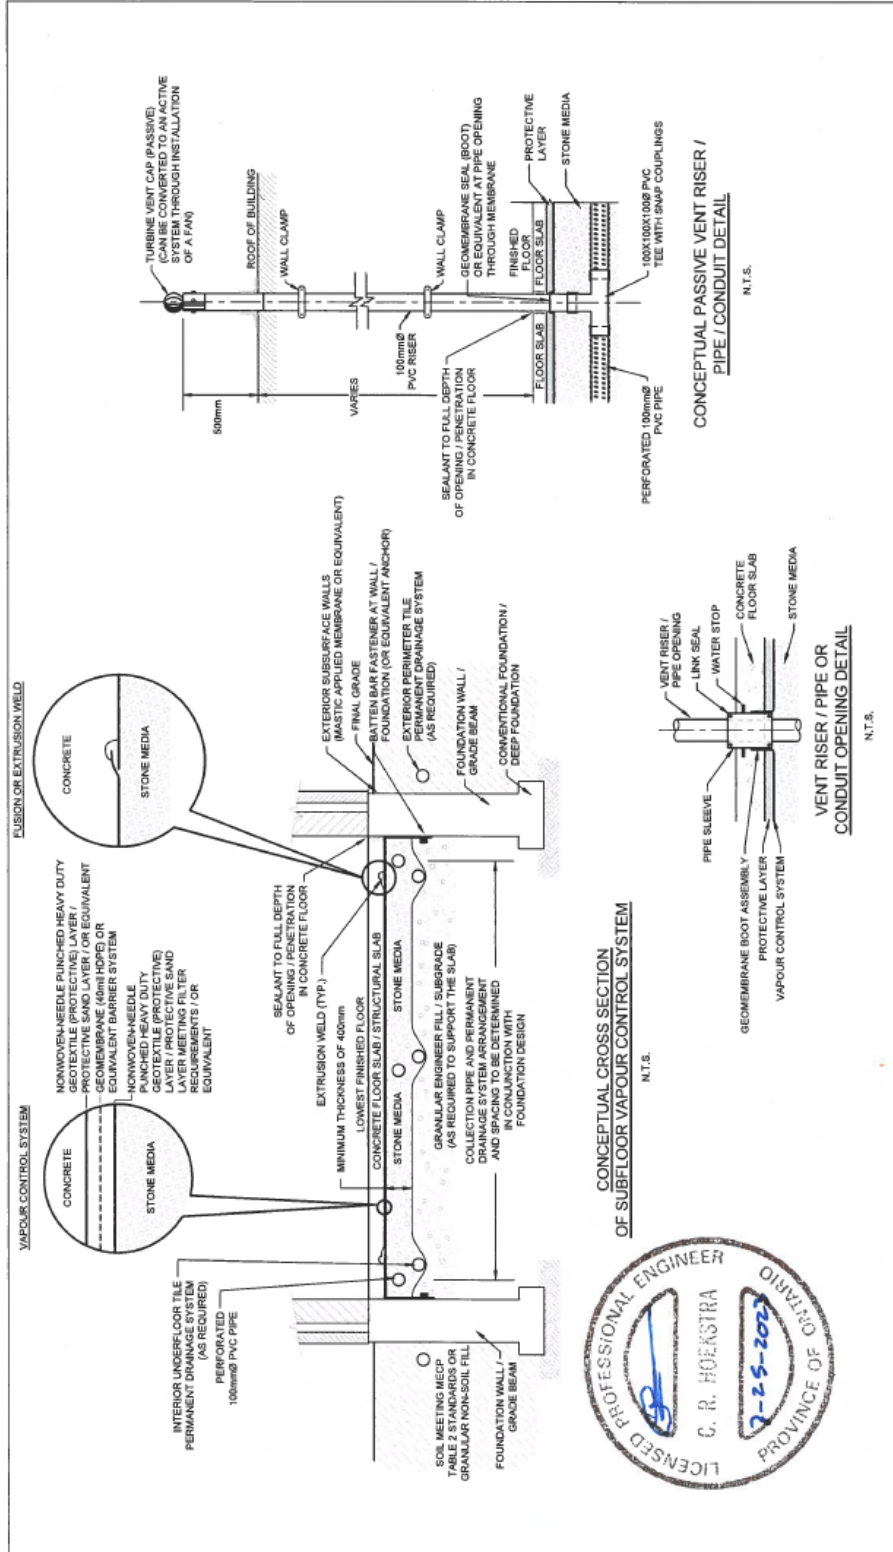 VAPOUR CONTROL SYSTEM
CONCRETE
STONE MEDIA
NONWOVEN-NEEDLE PUNCHED HEAVY DUTY
GEOTEXTILE (PROTECTIVE) LAYER /
PROTECTIVE SAND LAYER / OR EQUIVALENT
GEOMEMBRANE (40mil HDPE) OR
EQUIVALENT BARRIER SYSTEM
NONWOVEN-NEEDLE
PUNCHED HEAVY DUTY
GEOTEXTILE (PROTECTIVE)
LAYER / PROTECTIVE SAND
LAYER MEETING FILTER
REQUIREMENTS / OR
EQUIVALENT
FUSION OR EXTRUSION WELD
CONCRETE
STONE MEDIA
INTERIOR UNDERFLOOR TILE
PERMANENT DRAINAGE SYSTEM
(AS REQUIRED)
PERFORATED
100mmØ PVC PIPE
SOIL MEETING MECP
TABLE 2 STANDARDS OR
GRANULAR NON-SOIL FILL
FOUNDATION WALL /
GRADE BEAM
SEALANT TO FULL DEPTH
OF OPENING / PENETRATION
IN CONCRETE FLOOR
EXTRUSION WELD (TYP.)
MINIMUM THICKNESS OF 400mm
LOWEST FINISHED FLOOR
CONCRETE FLOOR SLAB / STRUCTURAL SLAB
STONE MEDIA
STONE MEDIA
GRANULAR ENGINEER FILL / SUBGRADE
(AS REQUIRED TO SUPPORT THE SLAB)
COLLECTION PIPE AND PERMANENT
DRAINAGE SYSTEM ARRANGEMENT
AND SPACING TO BE DETERMINED
IN CONJUNCTION WITH
FOUNDATION DESIGN
EXTERIOR SUBSURFACE WALLS
(MASTIC APPLIED MEMBRANE OR EQUIVALENT)
FINAL GRADE
BATTEN BAR FASTENER AT WALL /
FOUNDATION (OR EQUIVALENT ANCHOR)
EXTERIOR PERIMETER TILE
PERMANENT DRAINAGE SYSTEM
(AS REQUIRED)
FOUNDATION WALL /
GRADE BEAM
CONVENTIONAL FOUNDATION /
DEEP FOUNDATION
CONCEPTUAL CROSS SECTION
OF SUBFLOOR VAPOUR CONTROL SYSTEM
N.T.S.
LICENSED PROFESSIONAL ENGINEER
C. R. HOEKSTRA
PROVINCE OF ONTARIO
TURBINE VENT CAP (PASSIVE)
(CAN BE CONVERTED TO AN ACTIVE
SYSTEM THROUGH INSTALLATION
OF A FAN)
500mm
ROOF OF BUILDING
WALL CLAMP
VARIES
100mmØ
PVC RISER
WALL CLAMP
SEALANT TO FULL DEPTH
OF OPENING / PENETRATION
IN CONCRETE FLOOR
GEOMEMBRANE SEAL (BOOT)
OR EQUIVALENT AT PIPE OPENING
THROUGH MEMBRANE
FINISHED
FLOOR
FLOOR SLAB
FLOOR SLAB
PROTECTIVE
LAYER
STONE MEDIA
PERFORATED 100mmØ
PVC PIPE
100X100X100Ø PVC
TEE WITH SNAP COUPLINGS
CONCEPTUAL PASSIVE VENT RISER /
PIPE / CONDUIT DETAIL
N.T.S.
VENT RISER /
PIPE OPENING
LINK SEAL
WATER STOP
PIPE SLEEVE
CONCRETE
FLOOR SLAB
STONE MEDIA
GEOMEMBRANE BOOT ASSEMBLY
PROTECTIVE LAYER
VAPOUR CONTROL SYSTEM
VENT RISER / PIPE OR
CONDUIT OPENING DETAIL
N.T.S.